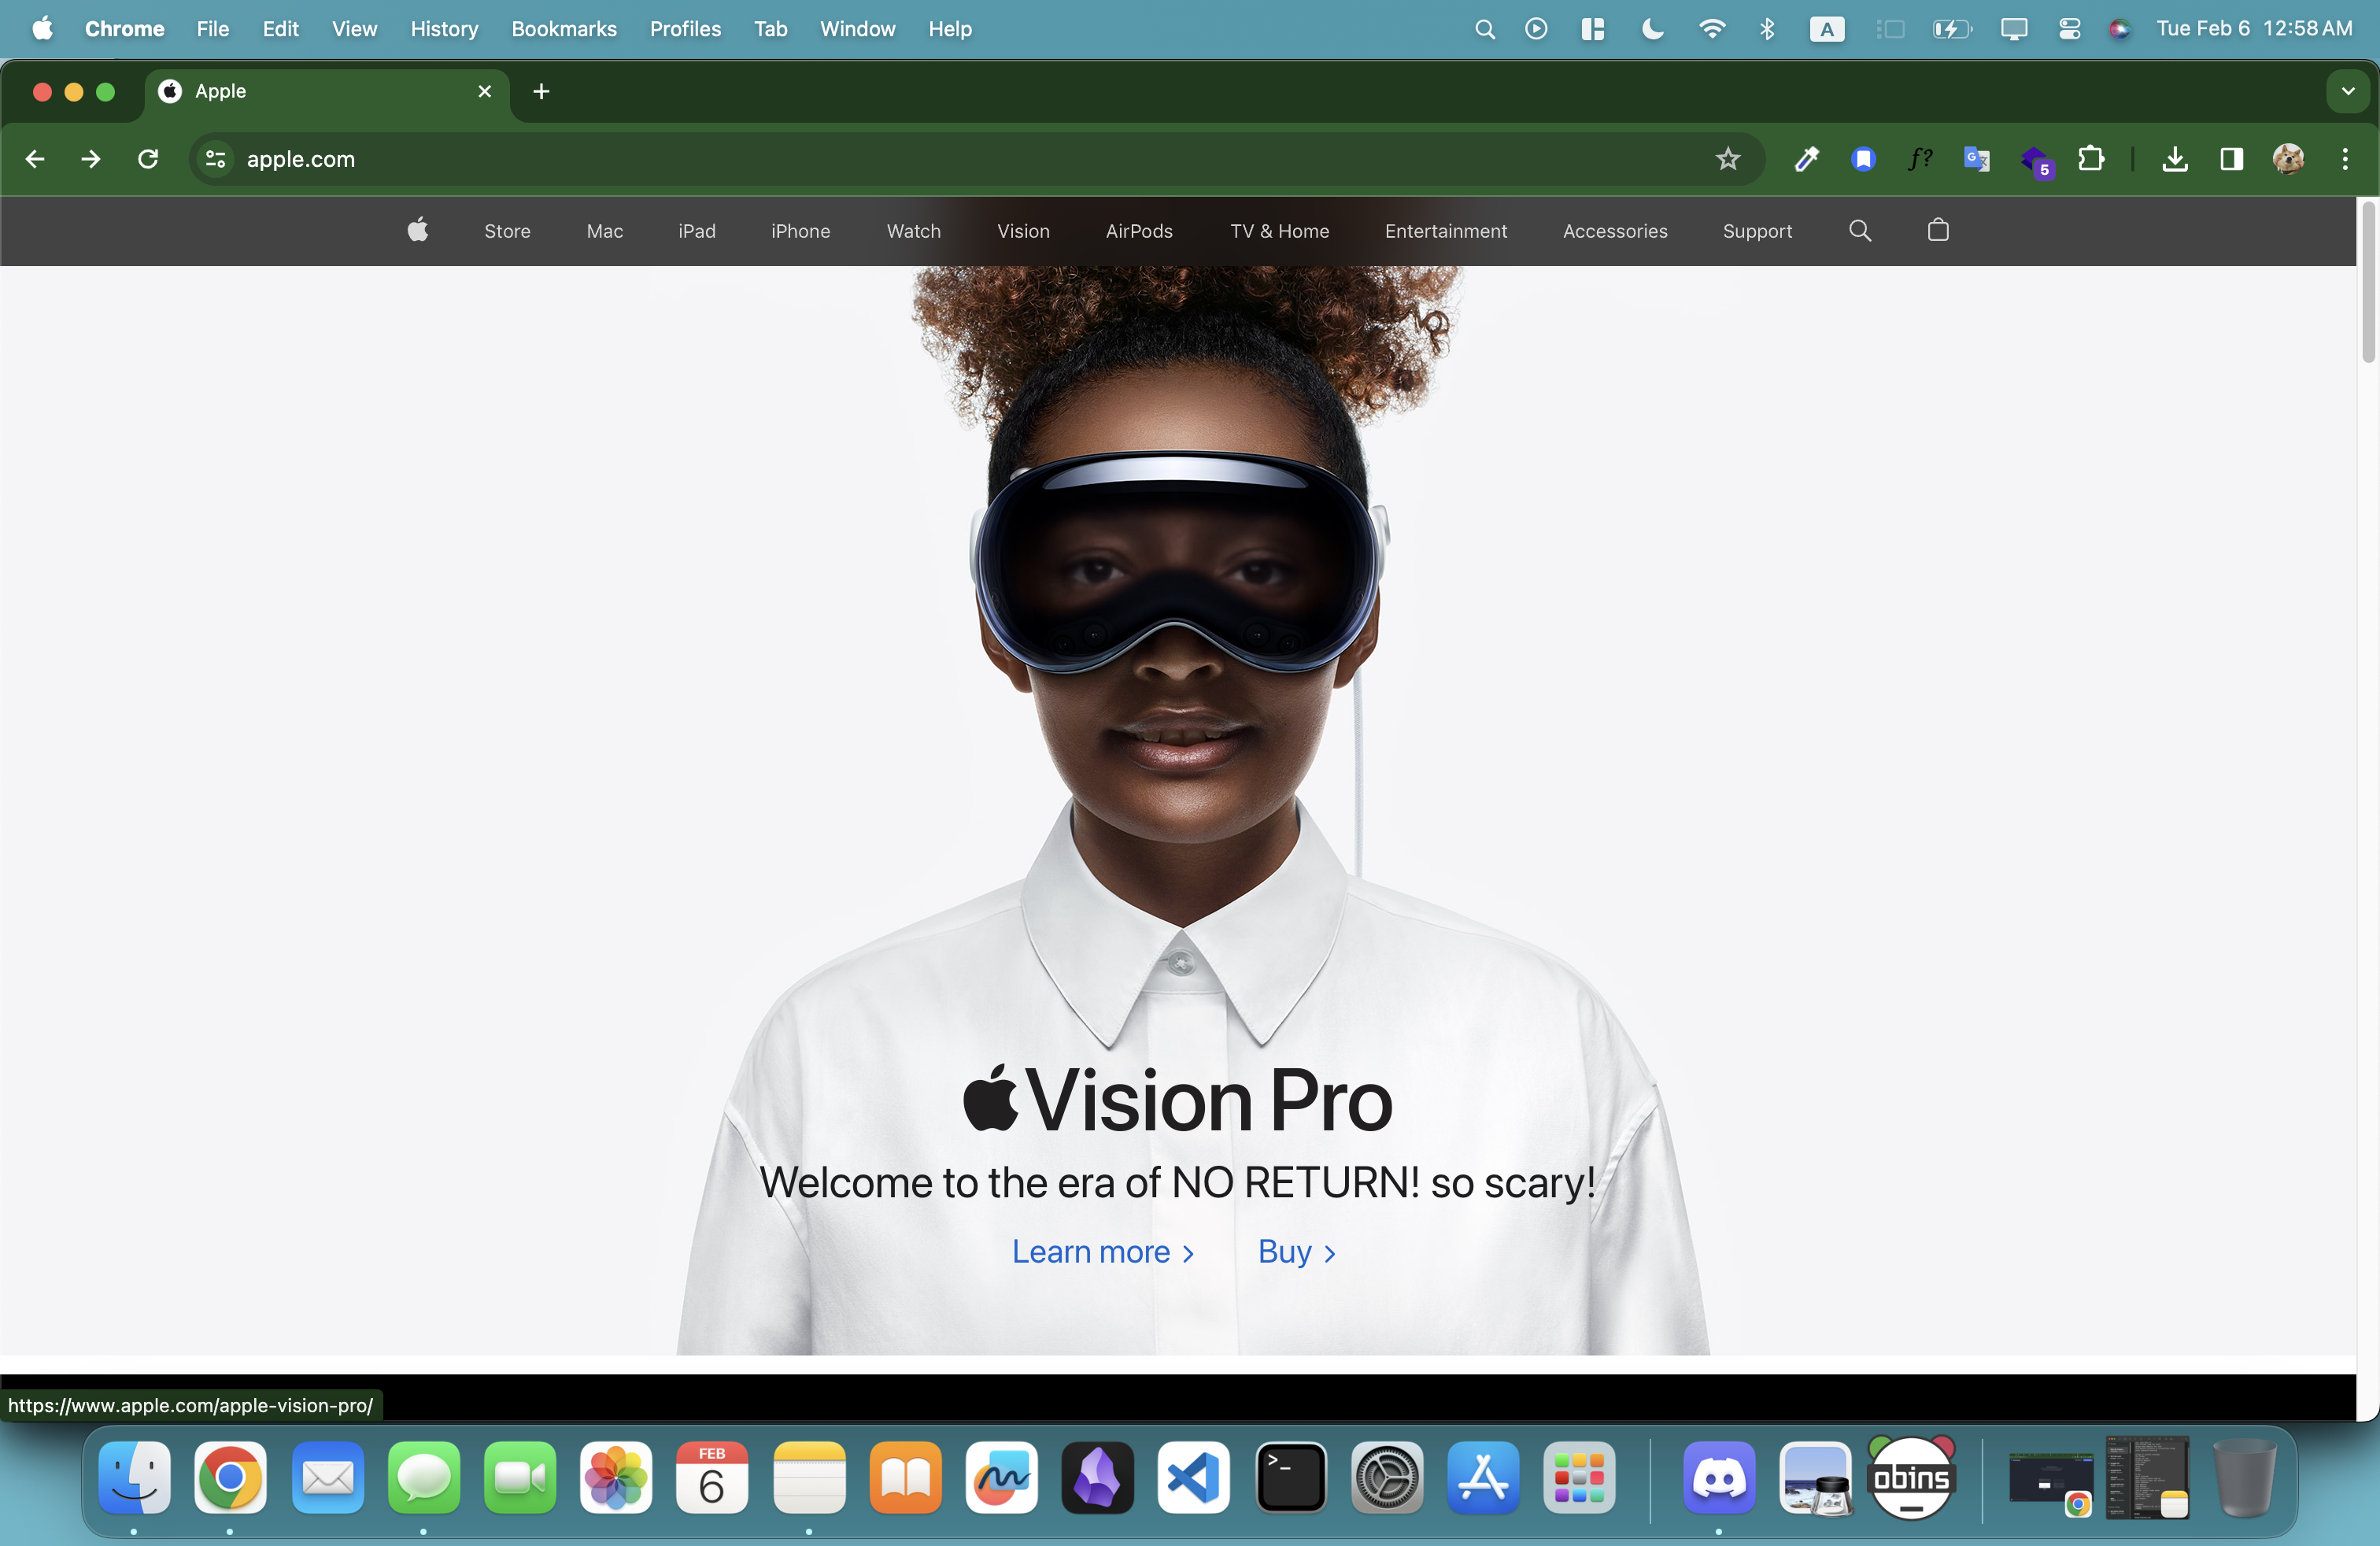 Chrome File Edit View History Bookmarks Profiles Tab Window Help A Tue Feb 6 12:58 AM
Apple
apple.com f? G 5
Store Mac iPad iPhone Watch Vision AirPods TV & Home Entertainment Accessories Support
Vision Pro
Welcome to the era of NO RETURN! so scary!
Learn more > Buy >
https://www.apple.com/apple-vision-pro/
FEB
6
>_
obins